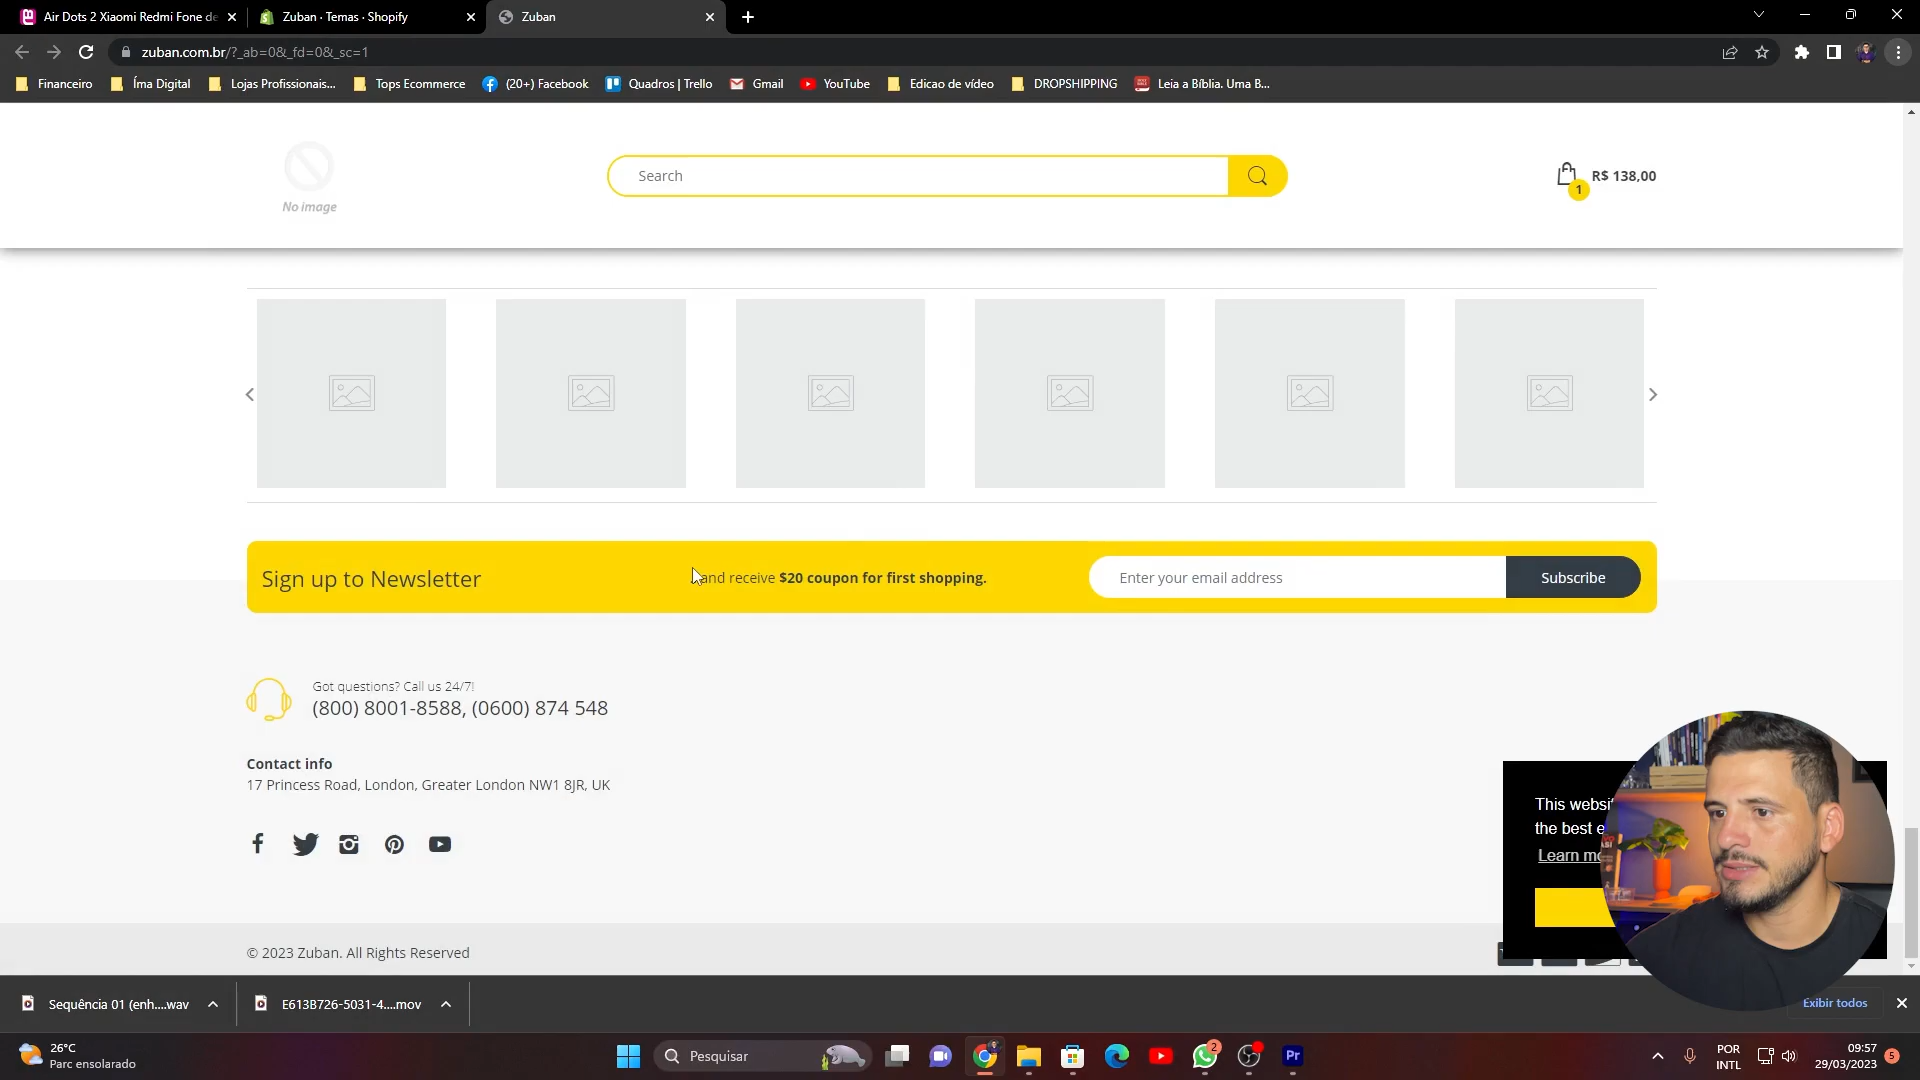 Air Dots 2 Xiaomi Redmi Fone de
Zuban · Temas · Shopify
Zuban
zuban.com.br/?_ab=0&_fd=0&_sc=1
Financeiro
Íma Digital
Lojas Profissionais...
Tops Ecommerce
(20+) Facebook
Quadros | Trello
Gmail
YouTube
Edicao de vídeo
DROPSHIPPING
Leia a Bíblia. Uma B...
No image
Search
1
R$ 138,00
Sign up to Newsletter
and receive $20 coupon for first shopping.
Enter your email address
Subscribe
Got questions? Call us 24/7!
(800) 8001-8588, (0600) 874 548
Contact info
17 Princess Road, London, Greater London NW1 8JR, UK
This
the best
Learn
© 2023 Zuban. All Rights Reserved
Sequência 01 (enh....wav
E613B726-5031-4....mov
Exibir todos
26°C
Parc ensolarado
Pesquisar
2
Pr
POR
INTL
09:57
29/03/2023
5